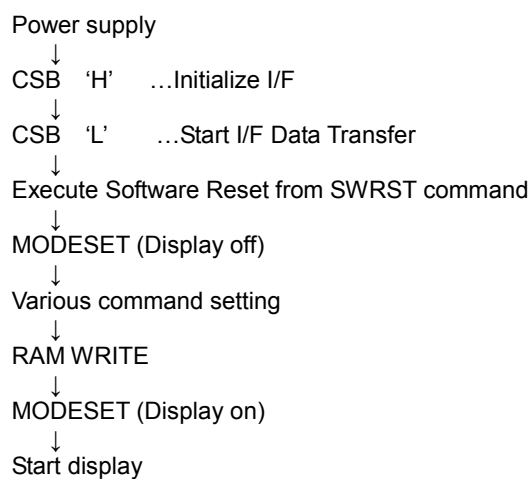 Power supply
↓
CSB ‘H’ …Initialize I/F
↓
CSB ‘L’ …Start I/F Data Transfer
↓
Execute Software Reset from SWRST command
↓
MODESET (Display off)
↓
Various command setting
↓
RAM WRITE
↓
MODESET (Display on)
↓
Start display